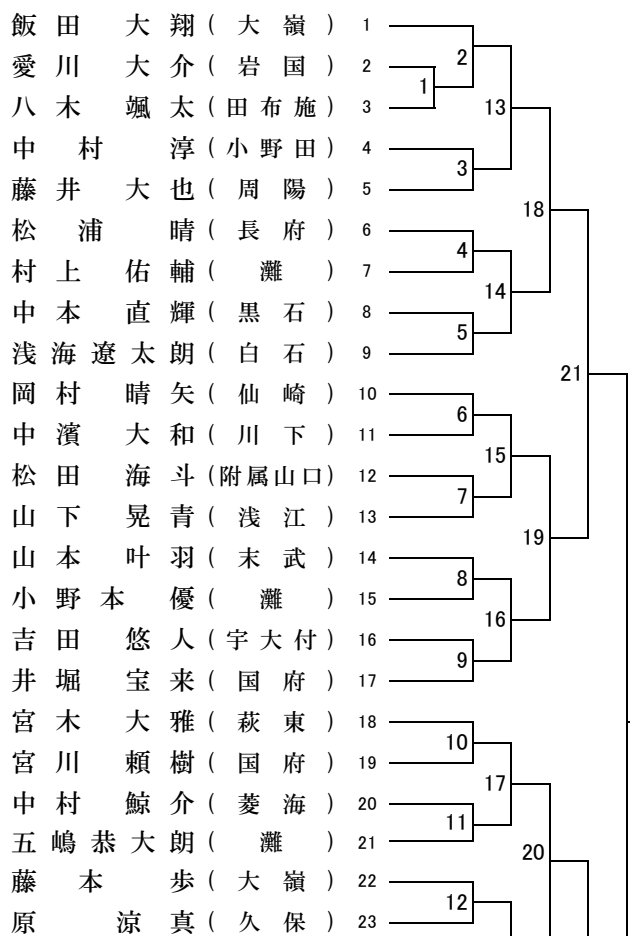 飯田 大翔(大嶺) 1
愛川 大介(岩国) 2
八木 颯太(田布施) 3
中村 淳(小野田) 4
藤井 大也(周陽) 5
松浦 晴(長府) 6
村上 佑輔(灘) 7
中本 直輝(黒石) 8
浅海遼太朗(白石) 9
岡村 晴矢(仙崎) 10
中濱 大和(川下) 11
松田 海斗(附属山口) 12
山下 晃青(浅江) 13
山本 叶羽(末武) 14
小野本 優(灘) 15
吉田 悠人(宇大付) 16
井堀 宝来(国府) 17
宮木 大雅(萩東) 18
宮川 頼樹(国府) 19
中村 鯨介(菱海) 20
五嶋恭大朗(灘) 21
藤本 歩(大嶺) 22
原 涼真(久保) 23
1
2
3
4
5
6
7
8
9
10
11
12
13
14
15
16
17
18
19
20
21